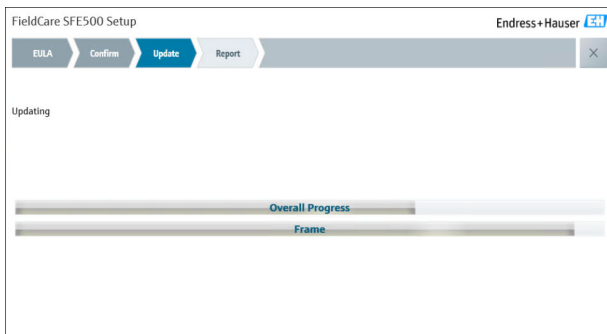 FieldCare SFE500 Setup
Endress+Hauser EH
EULA Confirm Update Report
Updating
Overall Progress
Frame